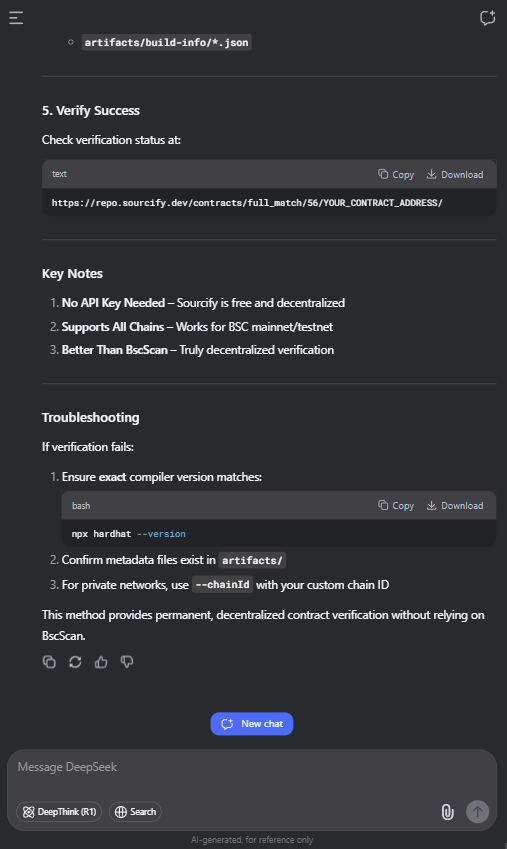 artifacts/build-info/*.json
5. Verify Success
Check verification status at:
text
Copy
Download
https://repo.sourcify.dev/contracts/full_match/56/YOUR_CONTRACT_ADDRESS/
Key Notes
1. No API Key Needed – Sourcify is free and decentralized
2. Supports All Chains – Works for BSC mainnet/testnet
3. Better Than BscScan – Truly decentralized verification
Troubleshooting
If verification fails:
1. Ensure exact compiler version matches:
bash
Copy
Download
npx hardhat --version
2. Confirm metadata files exist in artifacts/
3. For private networks, use --chainId with your custom chain ID
This method provides permanent, decentralized contract verification without relying on
BscScan.
New chat
Message DeepSeek
DeepThink (R1)
Search
AI-generated, for reference only